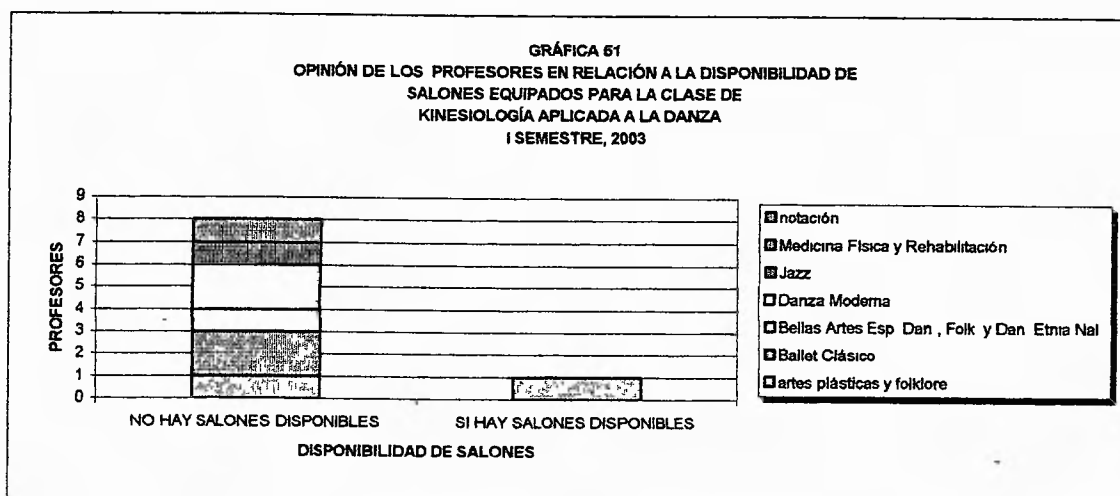 GRÁFICA 51
OPINIÓN DE LOS PROFESORES EN RELACIÓN A LA DISPONIBILIDAD DE
SALONES EQUIPADOS PARA LA CLASE DE
KINESIOLOGÍA APLICADA A LA DANZA
I SEMESTRE, 2003
PROFESORES
9
8
7
6
5
4
3
2
1
0
NO HAY SALONES DISPONIBLES
SI HAY SALONES DISPONIBLES
DISPONIBILIDAD DE SALONES
notación
Medicina Física y Rehabilitación
Jazz
Danza Moderna
Bellas Artes Esp Dan , Folk y Dan Etnia Nal
Ballet Clásico
artes plásticas y folklore